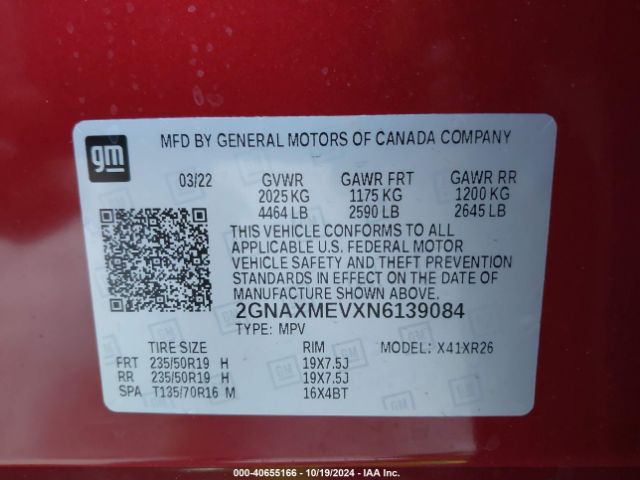 gm
MFD BY GENERAL MOTORS OF CANADA COMPANY
03/22 GVWR GAWR FRT GAWR RR
2025 KG 1175 KG 1200 KG
4464 LB 2590 LB 2645 LB
THIS VEHICLE CONFORMS TO ALL
APPLICABLE U.S. FEDERAL MOTOR
VEHICLE SAFETY AND THEFT PREVENTION
STANDARDS IN EFFECT ON THE DATE OF
MANUFACTURE SHOWN ABOVE.
2GNAXMEVXN6139084
TYPE: MPV
TIRE SIZE RIM MODEL: X41XR26
FRT 235/50R19 H 19X7.5J
RR 235/50R19 H 19X7.5J
SPA T135/70R16 M 16X4BT
000-40655166 - 10/19/2024 - IAA Inc.